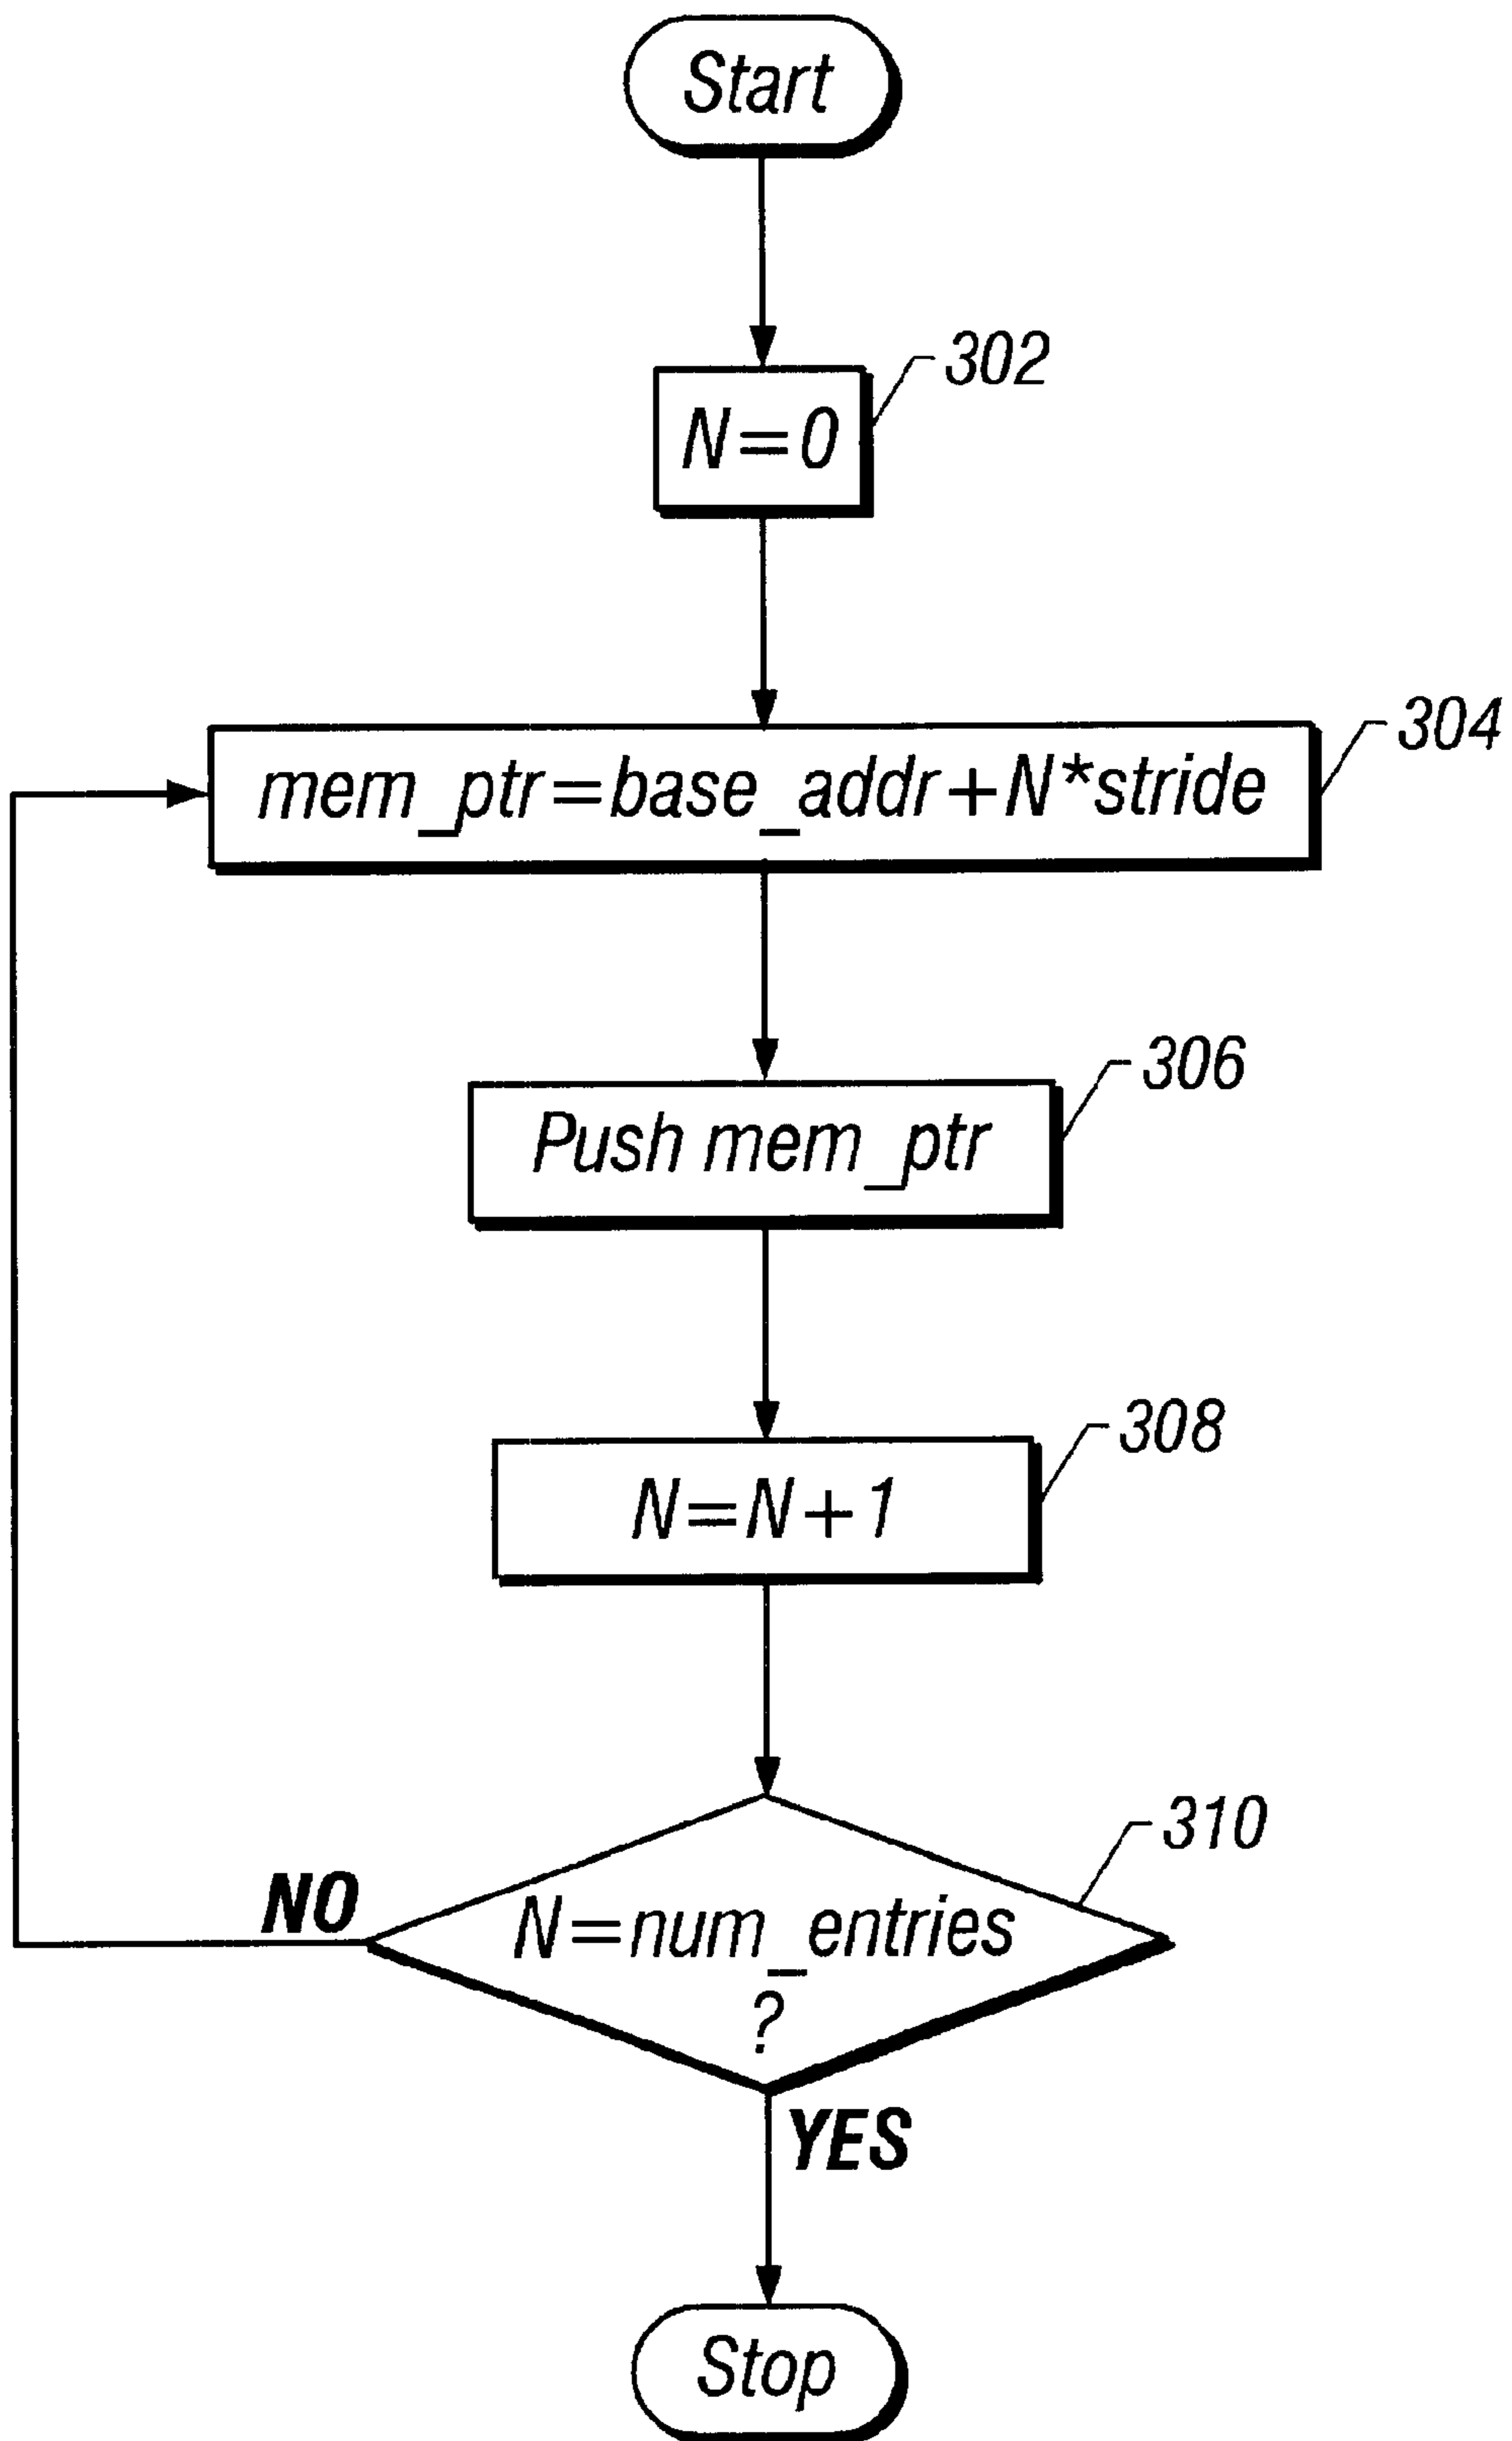 Start
302
N=0
304
mem_ptr=base_addr+N*stride
306
Push mem_ptr
308
N=N+1
310
NO
N=num_entries
?
YES
Stop